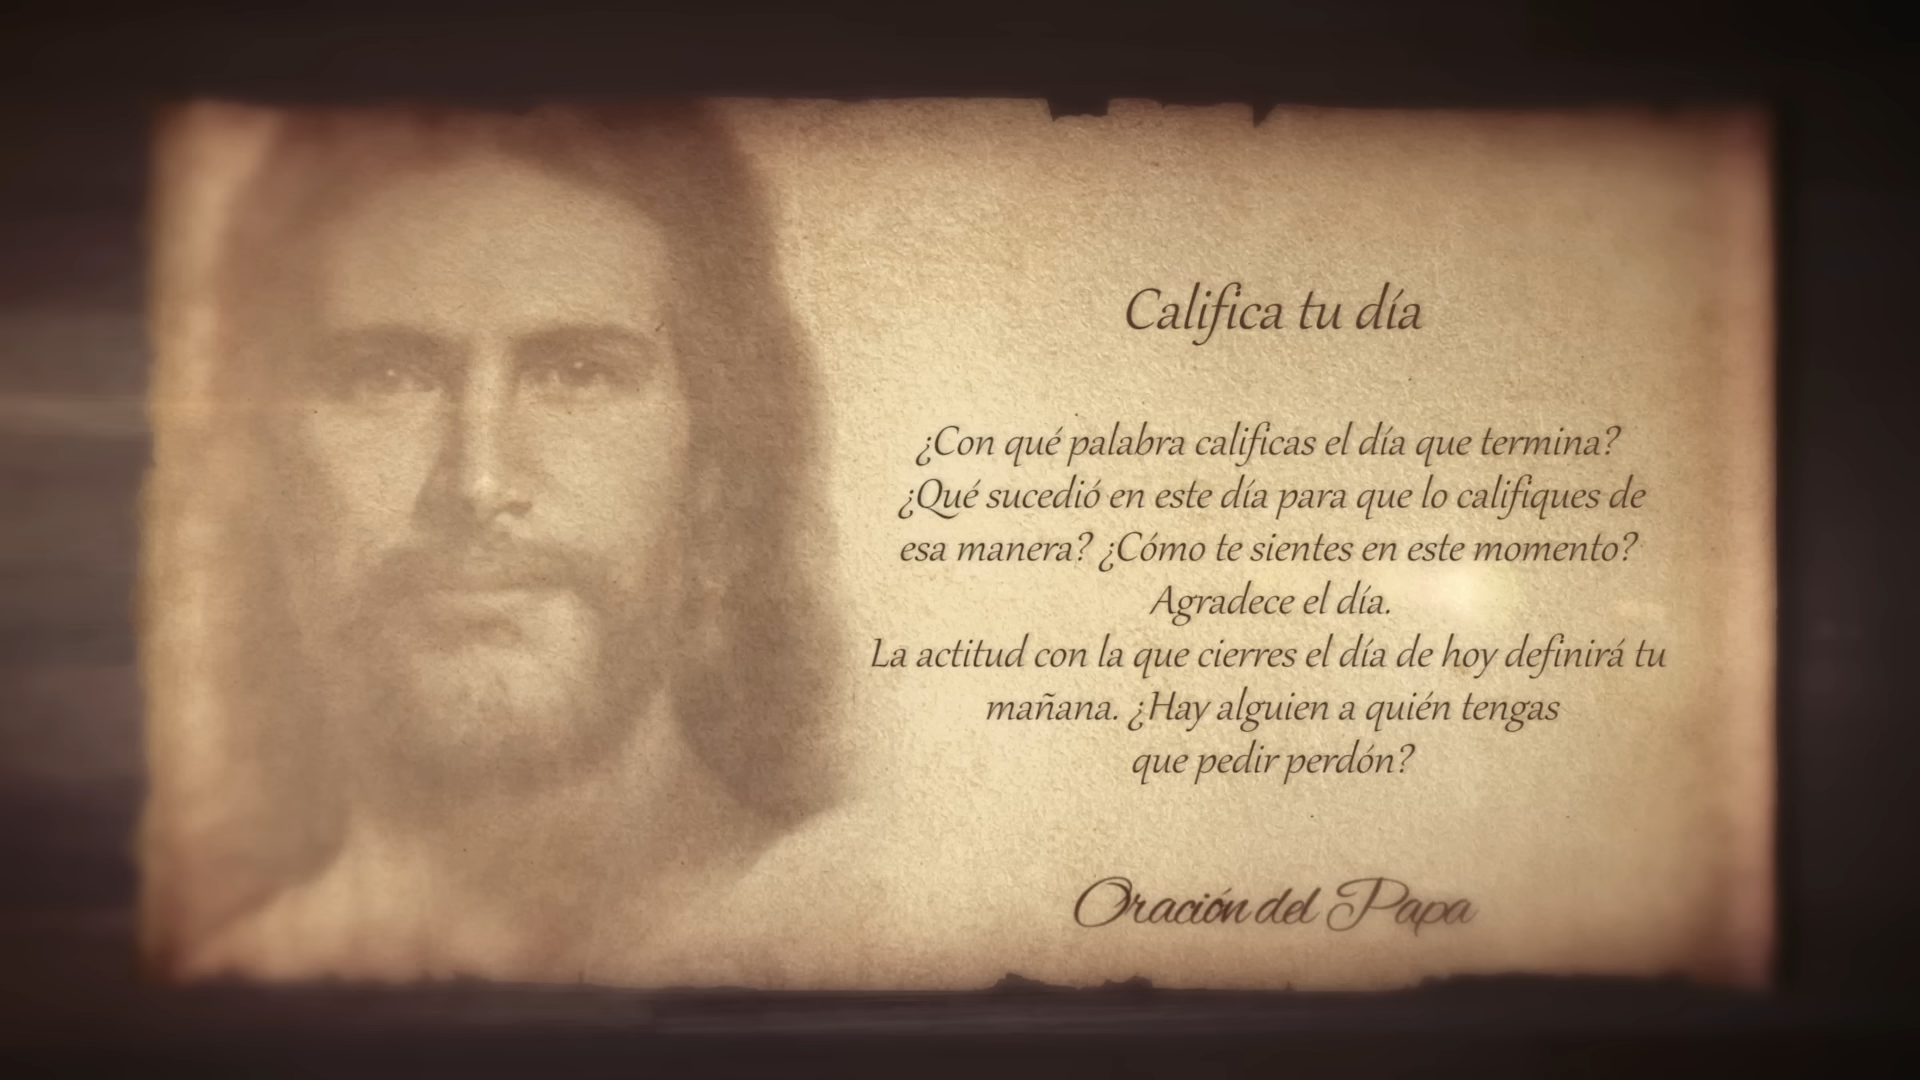 Califica tu día
¿Con qué palabra calificas el día que termina?
¿Qué sucedió en este día para que lo califiques de
esa manera? ¿Cómo te sientes en este momento?
Agradece el día.
La actitud con la que cierres el día de hoy definirá tu
mañana. ¿Hay alguien a quién tengas
que pedir perdón?
Oración del Papa